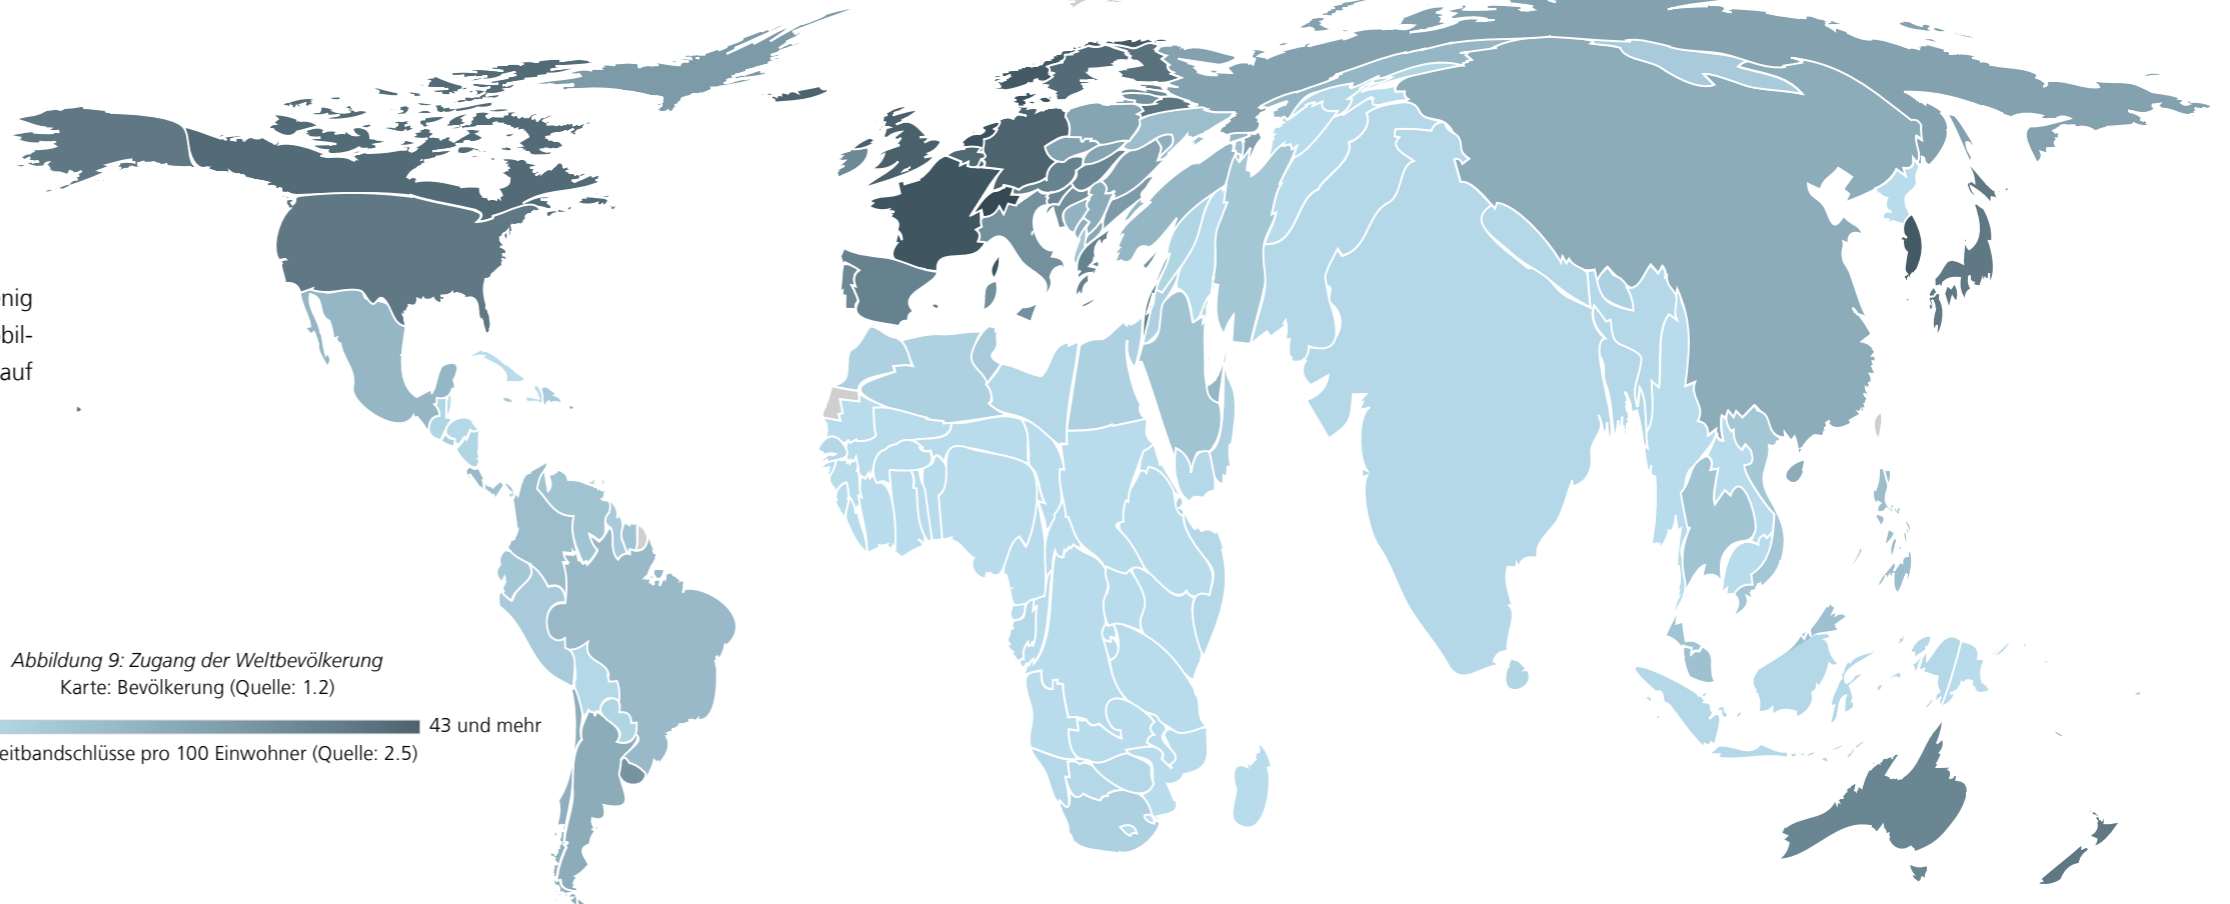 enig
bil-
auf
Abbildung 9: Zugang der Weltbevölkerung
Karte: Bevölkerung (Quelle: 1.2)
43 und mehr
eitbandschlüsse pro 100 Einwohner (Quelle: 2.5)